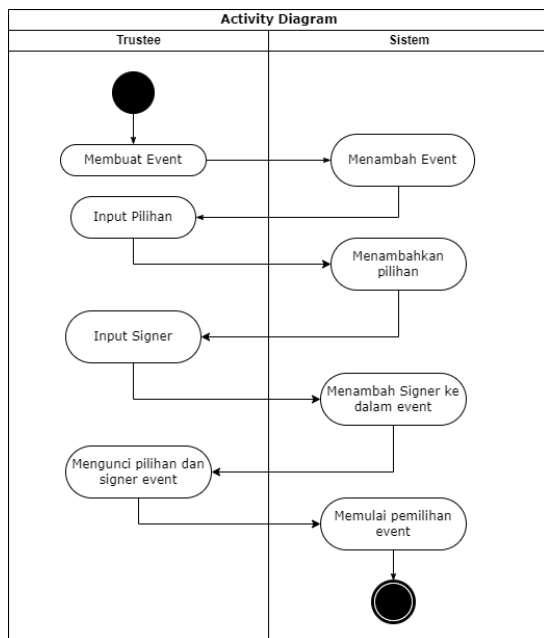 Activity Diagram
Trustee
Sistem
Membuat Event
Menambah Event
Input Pilihan
Menambahkan
pilihan
Input Signer
Menambah Signer ke
dalam event
Mengunci pilihan dan
signer event
Memulai pemilihan
event